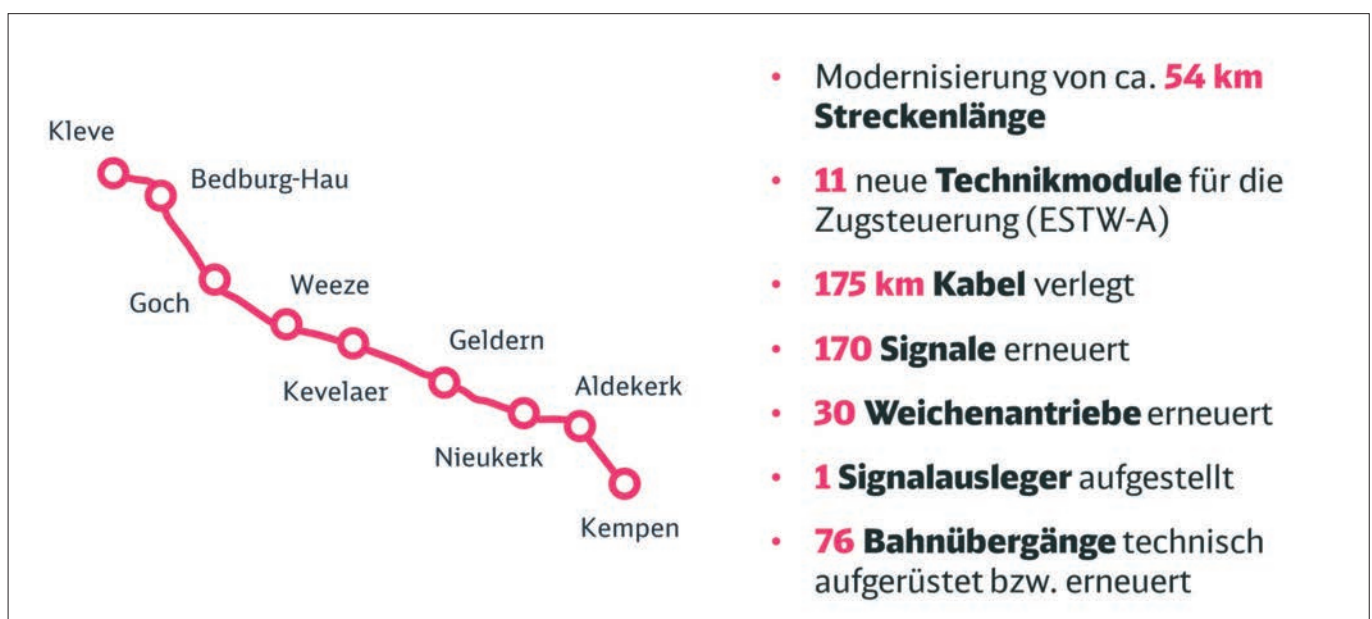 Kleve
Bedburg-Hau
Goch
Weeze
Kevelaer
Geldern
Nieukerk
Aldekerk
Kempen
• Modernisierung von ca. 54 km
Streckenlänge
• 11 neue Technikmodule für die
Zugsteuerung (ESTW-A)
• 175 km Kabel verlegt
• 170 Signale erneuert
• 30 Weichenantriebe erneuert
• 1 Signalausleger aufgestellt
• 76 Bahnübergänge technisch
aufgerüstet bzw. erneuert